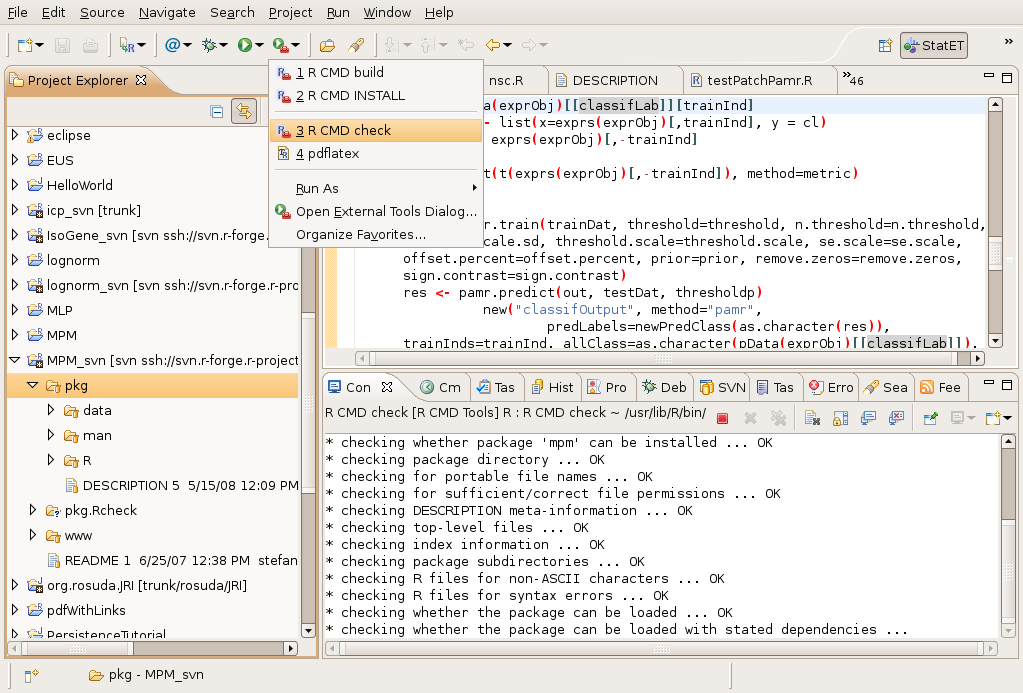 File Edit Source Navigate Search Project Run Window Help
StatET
»
Project Explorer
eclipse
EUS
HelloWorld
icp_svn [trunk]
IsoGene_svn [svn ssh://svn.r-forge.
lognorm
lognorm_svn [svn ssh://svn.r-forge.r-pro
MLP
MPM
MPM_svn [svn ssh://svn.r-forge.r-project
pkg
data
man
R
DESCRIPTION 5 5/15/08 12:09 PM
pkg.Rcheck
www
README 1 6/25/07 12:38 PM stefan
org.rosuda.JRI [trunk/rosuda/JRI]
pdfWithLinks
PersistenceTutorial
1 R CMD build
2 R CMD INSTALL
3 R CMD check
4 pdflatex
Run As
Open External Tools Dialog...
Organize Favorites...
nsc.R DESCRIPTION testPatchPamr.R »46
a(exprObj)[[classifLab]][trainInd]
- list(x=exprs(exprObj)[,trainInd], y = cl)
exprs(exprObj)[,-trainInd]
t(t(exprs(exprObj)[,-trainInd]), method=metric)
r.train(trainDat, threshold=threshold, n.threshold=n.threshold,
cale.sd, threshold.scale=threshold.scale, se.scale=se.scale,
offset.percent=offset.percent, prior=prior, remove.zeros=remove.zeros,
sign.contrast=sign.contrast)
res <- pamr.predict(out, testDat, thresholdp)
new("classifOutput", method="pamr",
predLabels=newPredClass(as.character(res)),
trainInds=trainInd, allClass=as.character(pData(exprObj)[[classifLab]]),
Con Cm Tas Hist Pro Deb SVN Tas Erro Sea Fee
R CMD check [R CMD Tools] R : R CMD check ~ /usr/lib/R/bin/
* checking whether package 'mpm' can be installed ... OK
* checking package directory ... OK
* checking for portable file names ... OK
* checking for sufficient/correct file permissions ... OK
* checking DESCRIPTION meta-information ... OK
* checking top-level files ... OK
* checking index information ... OK
* checking package subdirectories ... OK
* checking R files for non-ASCII characters ... OK
* checking R files for syntax errors ... OK
* checking whether the package can be loaded ... OK
* checking whether the package can be loaded with stated dependencies ...
pkg - MPM_svn